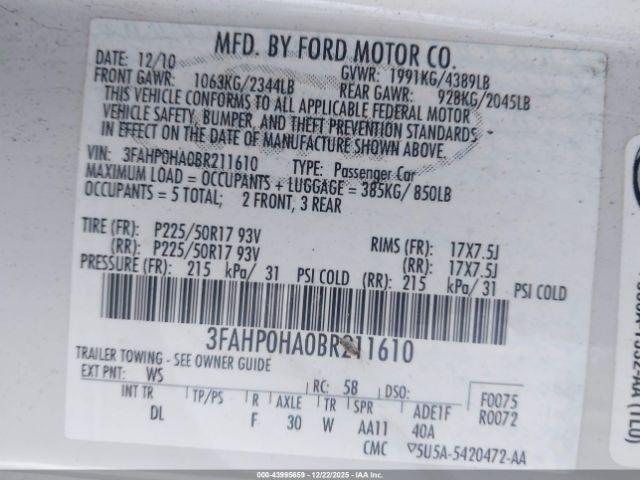 MFD. BY FORD MOTOR CO.
DATE: 12/10
GVWR: 1991KG/4389LB
FRONT GAWR: 1063KG/2344LB
REAR GAWR: 928KG/2045LB
THIS VEHICLE CONFORMS TO ALL APPLICABLE FEDERAL MOTOR
VEHICLE SAFETY, BUMPER, AND THEFT PREVENTION STANDARDS
IN EFFECT ON THE DATE OF MANUFACTURE SHOWN ABOVE.
VIN: 3FAHP0HA0BR211610 TYPE: Passenger Car
MAXIMUM LOAD = OCCUPANTS + LUGGAGE = 385KG/ 850LB
OCCUPANTS = 5 TOTAL; 2 FRONT, 3 REAR
TIRE (FR): P225/50R17 93V RIMS (FR): 17X7.5J
(RR): P225/50R17 93V (RR): 17X7.5J
PRESSURE (FR): 215 kPa/ 31 PSI COLD (RR): 215 kPa/ 31 PSI COLD
3FAHP0HA0BR211610
TRAILER TOWING - SEE OWNER GUIDE
EXT PNT: WS RC: 58 DSO: F0075
INT TR TP/PS R AXLE TR SPR ADE1F R0072
DL F 30 W AA11 40A
CMC 5U5A-5420472-AA
000-43995659 - 12/22/2025 - IAA, Inc.